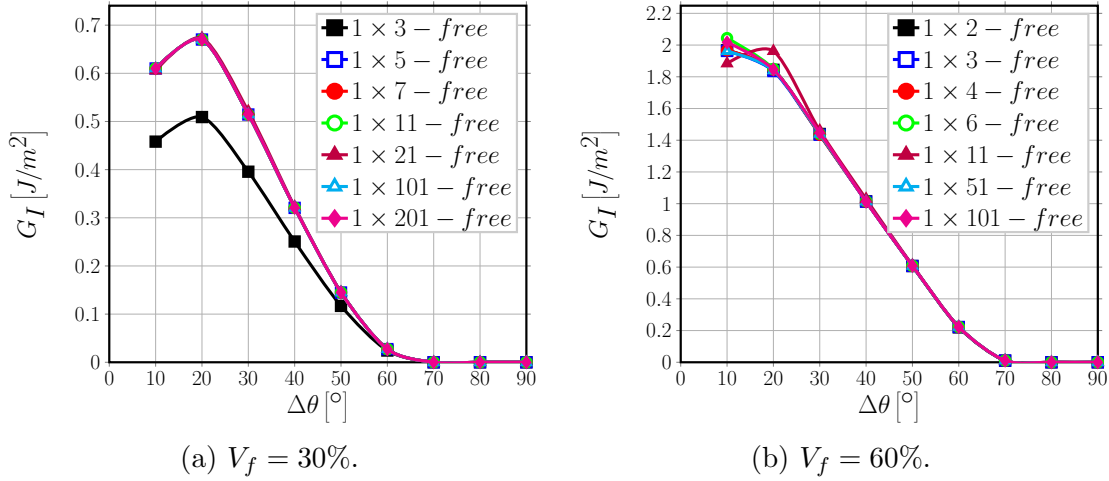 0 10 20 30 40 50 60 70 80 90
0
0.1
0.2
0.3
0.4
0.5
0.6
0.7
Δθ [°]
G_I [J/m²]
1 × 3 − free
1 × 5 − free
1 × 7 − free
1 × 11 − free
1 × 21 − free
1 × 101 − free
1 × 201 − free
(a) V_f = 30%.
0 10 20 30 40 50 60 70 80 90
0
0.2
0.4
0.6
0.8
1
1.2
1.4
1.6
1.8
2
2.2
Δθ [°]
G_I [J/m²]
1 × 2 − free
1 × 3 − free
1 × 4 − free
1 × 6 − free
1 × 11 − free
1 × 51 − free
1 × 101 − free
(b) V_f = 60%.